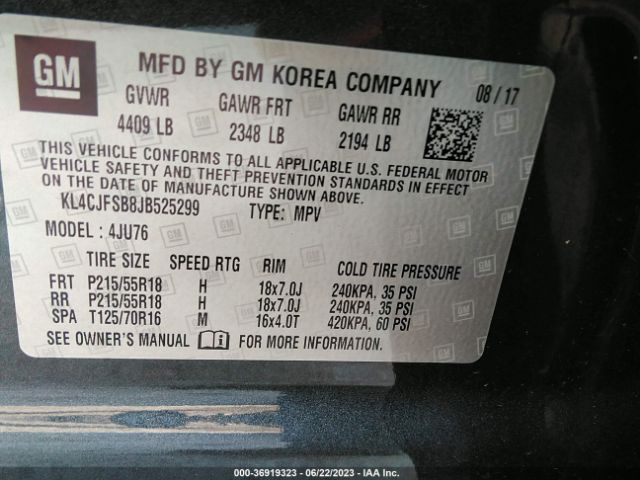 GM
MFD BY GM KOREA COMPANY 08 / 17
GVWR GAWR FRT GAWR RR
4409 LB 2348 LB 2194 LB
THIS VEHICLE CONFORMS TO ALL APPLICABLE U.S. FEDERAL MOTOR
VEHICLE SAFETY AND THEFT PREVENTION STANDARDS IN EFFECT
ON THE DATE OF MANUFACTURE SHOWN ABOVE.
KL4CJFSB8JB525299 TYPE: MPV
MODEL : 4JU76
TIRE SIZE SPEED RTG RIM COLD TIRE PRESSURE
FRT P215/55R18 H 18x7.0J 240KPA, 35 PSI
RR P215/55R18 H 18x7.0J 240KPA, 35 PSI
SPA T125/70R16 M 16x4.0T 420KPA, 60 PSI
SEE OWNER'S MANUAL FOR MORE INFORMATION.
000-36919323 - 06/22/2023 - IAA Inc.